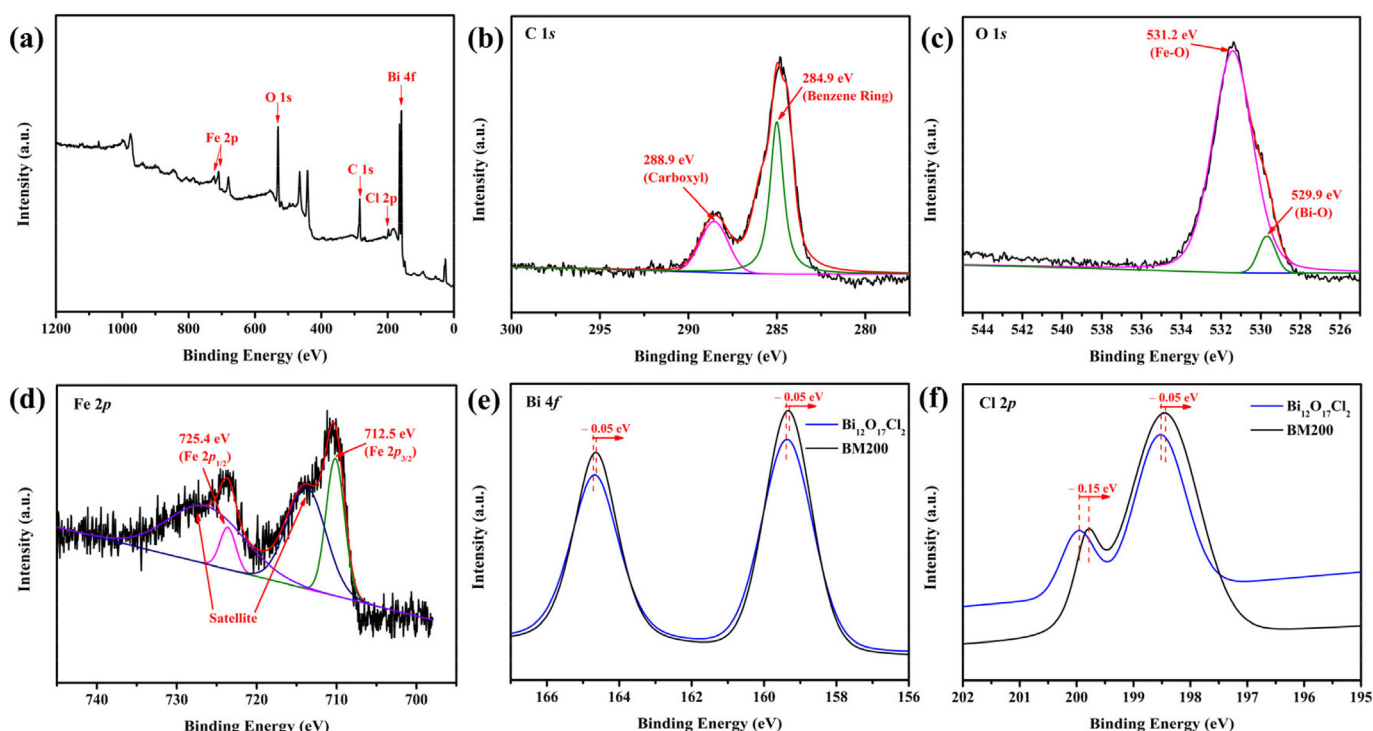 (a)
Bi 4f
O 1s
Fe 2p
C 1s
Cl 2p
Intensity (a.u.)
1200 1000 800 600 400 200 0
Binding Energy (eV)
(b)
C 1s
284.9 eV
(Benzene Ring)
288.9 eV
(Carboxyl)
Intensity (a.u.)
300 295 290 285 280
Bingding Energy (eV)
(c)
O 1s
531.2 eV
(Fe-O)
529.9 eV
(Bi-O)
Intensity (a.u.)
544 542 540 538 536 534 532 530 528 526
Binding Energy (eV)
(d)
Fe 2p
725.4 eV
(Fe 2p1/2)
712.5 eV
(Fe 2p3/2)
Satellite
Intensity (a.u.)
740 730 720 710 700
Binding Energy (eV)
(e)
Bi 4f
– 0.05 eV
– 0.05 eV
Bi12O17Cl2
BM200
Intensity (a.u.)
166 164 162 160 158 156
Binding Energy (eV)
(f)
Cl 2p
– 0.05 eV
– 0.15 eV
Bi12O17Cl2
BM200
Intensity (a.u.)
202 201 200 199 198 197 196 195
Binding Energy (eV)